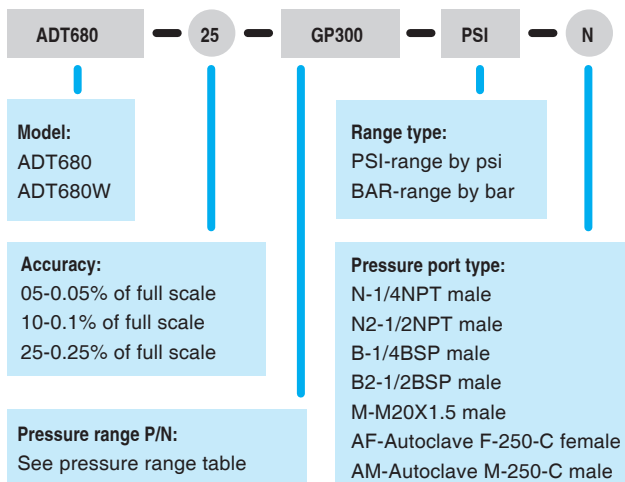 ADT680 25 GP300 PSI N
Model:
ADT680
ADT680W
Range type:
PSI-range by psi
BAR-range by bar
Accuracy:
05-0.05% of full scale
10-0.1% of full scale
25-0.25% of full scale
Pressure port type:
N-1/4NPT male
N2-1/2NPT male
B-1/4BSP male
B2-1/2BSP male
M-M20X1.5 male
AF-Autoclave F-250-C female
AM-Autoclave M-250-C male
Pressure range P/N:
See pressure range table